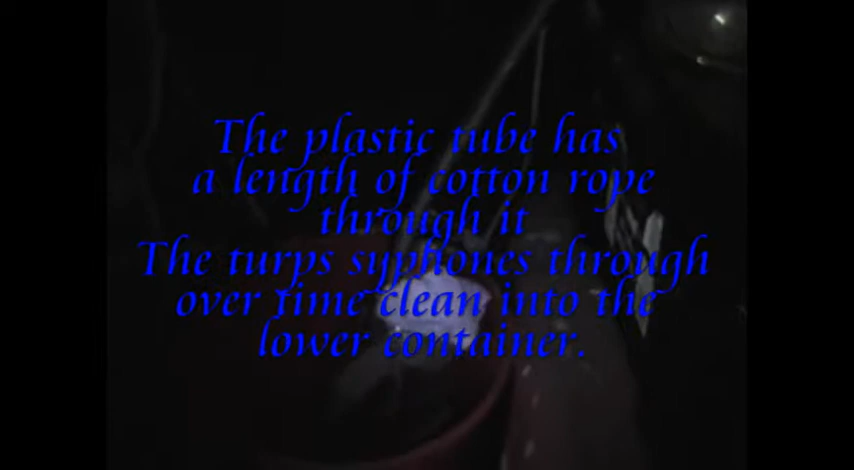 The plastic tube has
a length of cotton rope
through it
The turps syphones through
over time clean into the
lower container.